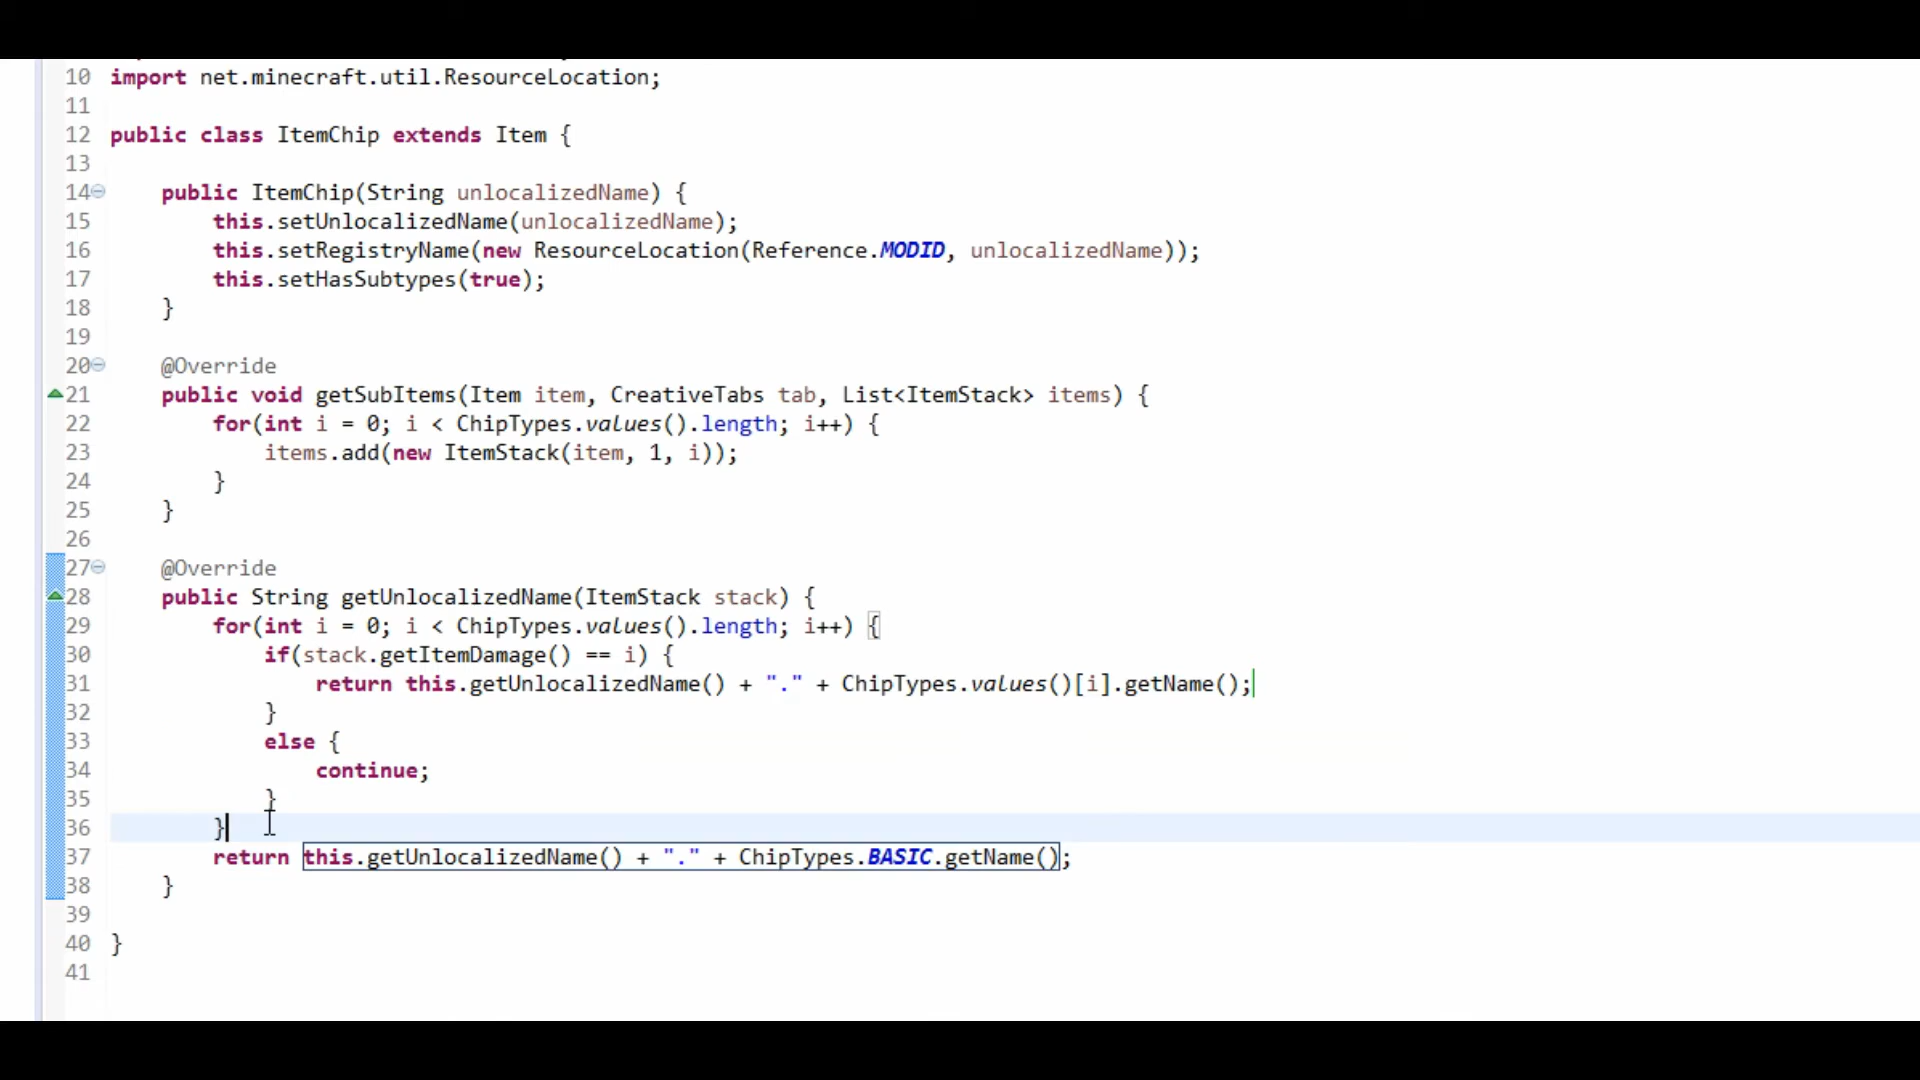 10 import net.minecraft.util.ResourceLocation;
11
12 public class ItemChip extends Item {
13
14 public ItemChip(String unlocalizedName) {
15 this.setUnlocalizedName(unlocalizedName);
16 this.setRegistryName(new ResourceLocation(Reference.MODID, unlocalizedName));
17 this.setHasSubtypes(true);
18 }
19
20 @Override
21 public void getSubItems(Item item, CreativeTabs tab, List<ItemStack> items) {
22 for(int i = 0; i < ChipTypes.values().length; i++) {
23 items.add(new ItemStack(item, 1, i));
24 }
25 }
26
27 @Override
28 public String getUnlocalizedName(ItemStack stack) {
29 for(int i = 0; i < ChipTypes.values().length; i++) {
30 if(stack.getItemDamage() == i) {
31 return this.getUnlocalizedName() + "." + ChipTypes.values()[i].getName();
32 }
33 else {
34 continue;
35 }
36 }
37 return this.getUnlocalizedName() + "." + ChipTypes.BASIC.getName();
38 }
39
40 }
41